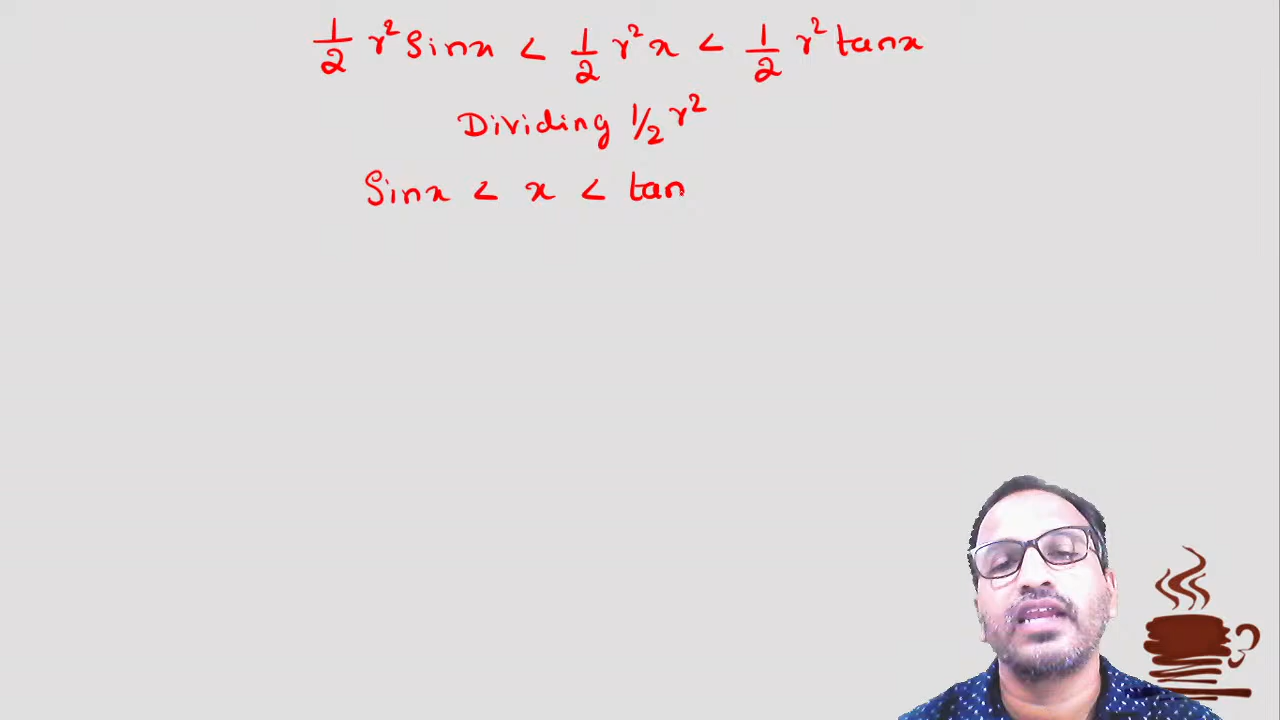 1/2 r² Sinx < 1/2 r² x < 1/2 r² tanx
Dividing 1/2 r²
Sinx < x < tan